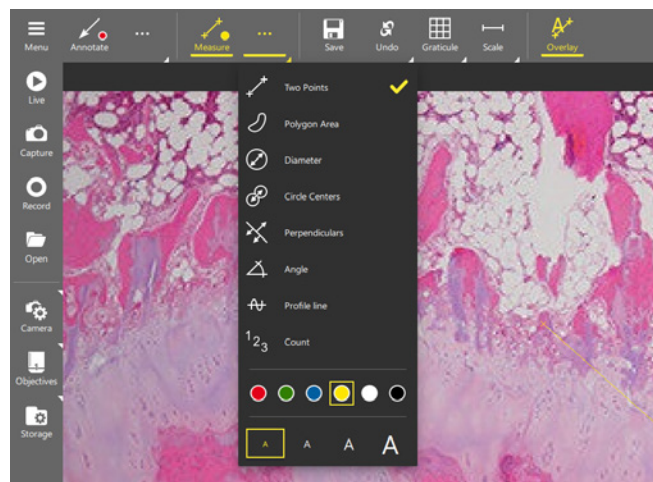 Menu
Annotate
...
Measure
...
Save
Undo
Graticule
Scale
Overlay
Live
Capture
Record
Open
Camera
Objectives
Storage
Two Points
Polygon Area
Diameter
Circle Centers
Perpendiculars
Angle
Profile line
123
Count
A A A A